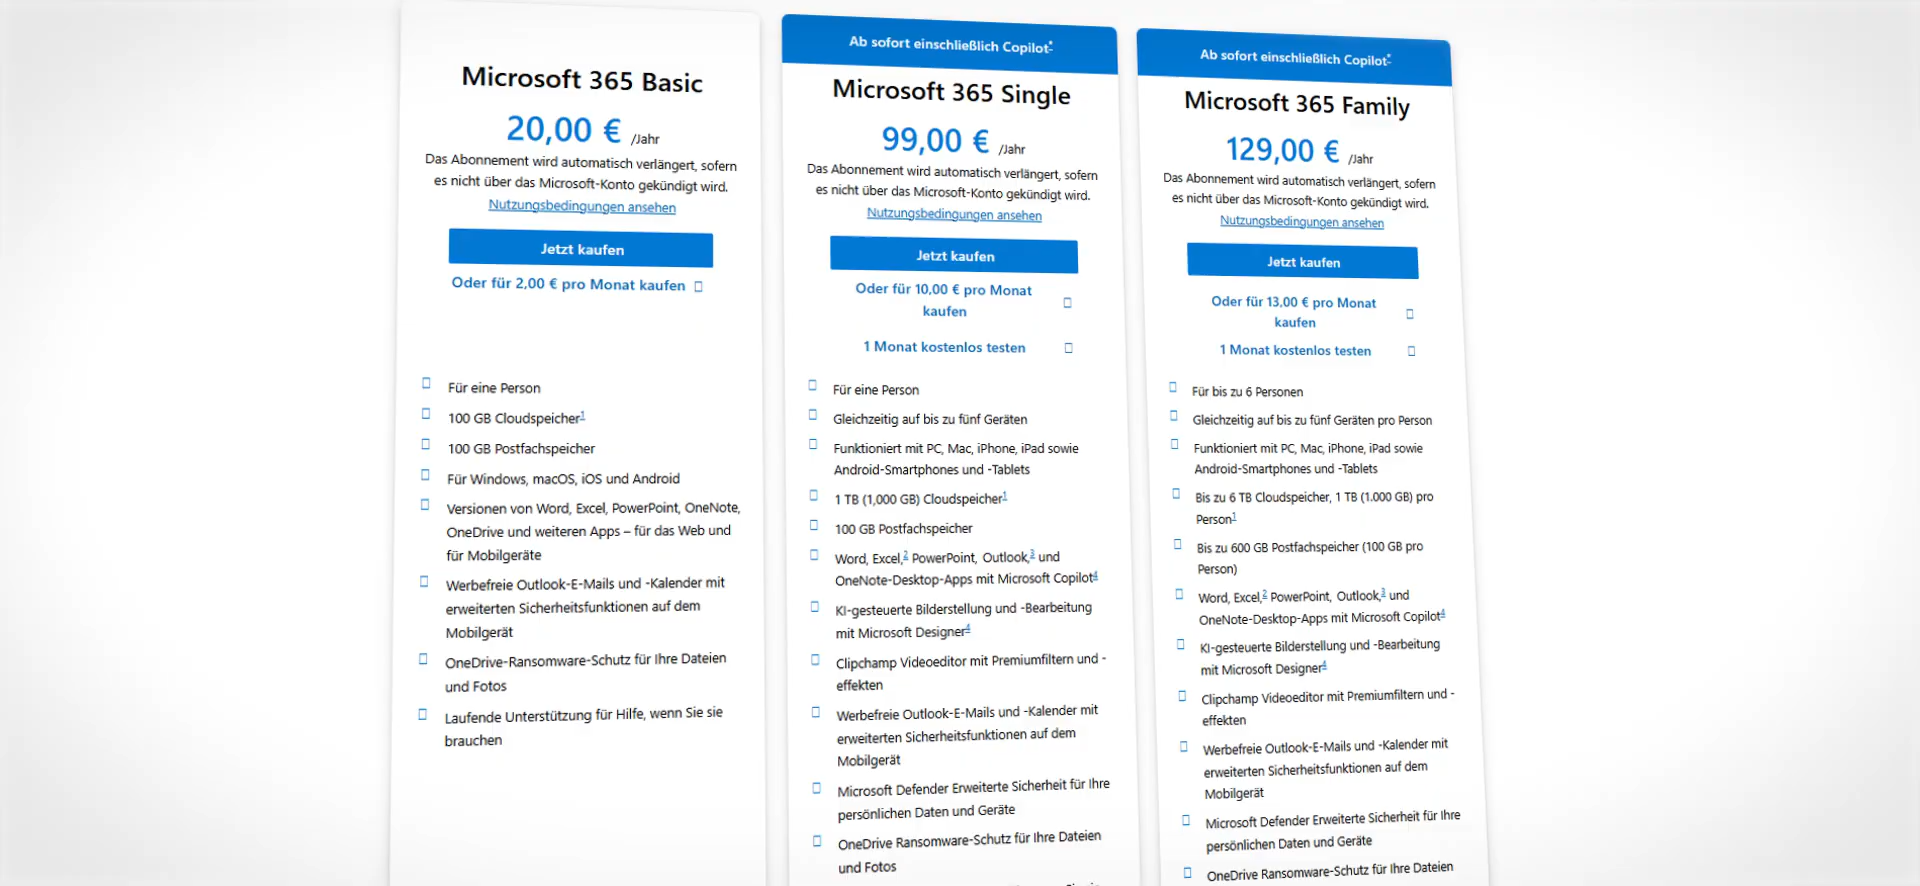 Microsoft 365 Basic
20,00 € /Jahr
Das Abonnement wird automatisch verlängert, sofern
es nicht über das Microsoft-Konto gekündigt wird.
Nutzungsbedingungen ansehen
Jetzt kaufen
Oder für 2,00 € pro Monat kaufen
Für eine Person
100 GB Cloudspeicher1
100 GB Postfachspeicher
Für Windows, macOS, iOS und Android
Versionen von Word, Excel, PowerPoint, OneNote,
OneDrive und weiteren Apps – für das Web und
für Mobilgeräte
Werbefreie Outlook-E-Mails und -Kalender mit
erweiterten Sicherheitsfunktionen auf dem
Mobilgerät
OneDrive-Ransomware-Schutz für Ihre Dateien
und Fotos
Laufende Unterstützung für Hilfe, wenn Sie sie
brauchen
Ab sofort einschließlich Copilot*
Microsoft 365 Single
99,00 € /Jahr
Das Abonnement wird automatisch verlängert, sofern
es nicht über das Microsoft-Konto gekündigt wird.
Nutzungsbedingungen ansehen
Jetzt kaufen
Oder für 10,00 € pro Monat
kaufen
1 Monat kostenlos testen
Für eine Person
Gleichzeitig auf bis zu fünf Geräten
Funktioniert mit PC, Mac, iPhone, iPad sowie
Android-Smartphones und -Tablets
1 TB (1,000 GB) Cloudspeicher1
100 GB Postfachspeicher
Word, Excel,2 PowerPoint, Outlook,3 und
OneNote-Desktop-Apps mit Microsoft Copilot4
KI-gesteuerte Bilderstellung und -Bearbeitung
mit Microsoft Designer4
Clipchamp Videoeditor mit Premiumfiltern und -
effekten
Werbefreie Outlook-E-Mails und -Kalender mit
erweiterten Sicherheitsfunktionen auf dem
Mobilgerät
Microsoft Defender Erweiterte Sicherheit für Ihre
persönlichen Daten und Geräte
OneDrive Ransomware-Schutz für Ihre Dateien
und Fotos
Ab sofort einschließlich Copilot*
Microsoft 365 Family
129,00 € /Jahr
Das Abonnement wird automatisch verlängert, sofern
es nicht über das Microsoft-Konto gekündigt wird.
Nutzungsbedingungen ansehen
Jetzt kaufen
Oder für 13,00 € pro Monat
kaufen
1 Monat kostenlos testen
Für bis zu 6 Personen
Gleichzeitig auf bis zu fünf Geräten pro Person
Funktioniert mit PC, Mac, iPhone, iPad sowie
Android-Smartphones und -Tablets
Bis zu 6 TB Cloudspeicher, 1 TB (1.000 GB) pro
Person1
Bis zu 600 GB Postfachspeicher (100 GB pro
Person)
Word, Excel,2 PowerPoint, Outlook,3 und
OneNote-Desktop-Apps mit Microsoft Copilot4
KI-gesteuerte Bilderstellung und -Bearbeitung
mit Microsoft Designer4
Clipchamp Videoeditor mit Premiumfiltern und -
effekten
Werbefreie Outlook-E-Mails und -Kalender mit
erweiterten Sicherheitsfunktionen auf dem
Mobilgerät
Microsoft Defender Erweiterte Sicherheit für Ihre
persönlichen Daten und Geräte
OneDrive Ransomware-Schutz für Ihre Dateien